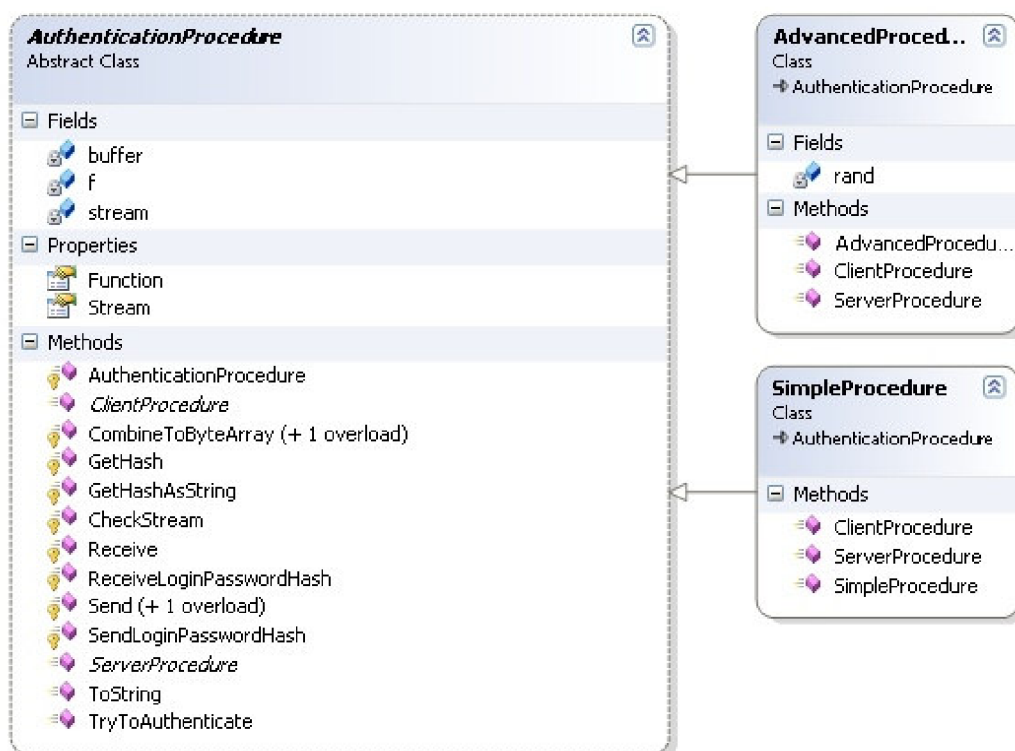 AuthenticationProcedure
Abstract Class
Fields
buffer
f
stream
Properties
Function
Stream
Methods
AuthenticationProcedure
ClientProcedure
CombineToByteArray (+ 1 overload)
GetHash
GetHashAsString
CheckStream
Receive
ReceiveLoginPasswordHash
Send (+ 1 overload)
SendLoginPasswordHash
ServerProcedure
ToString
TryToAuthenticate
AdvancedProced...
Class
AuthenticationProcedure
Fields
rand
Methods
AdvancedProcedu...
ClientProcedure
ServerProcedure
SimpleProcedure
Class
AuthenticationProcedure
Methods
ClientProcedure
ServerProcedure
SimpleProcedure